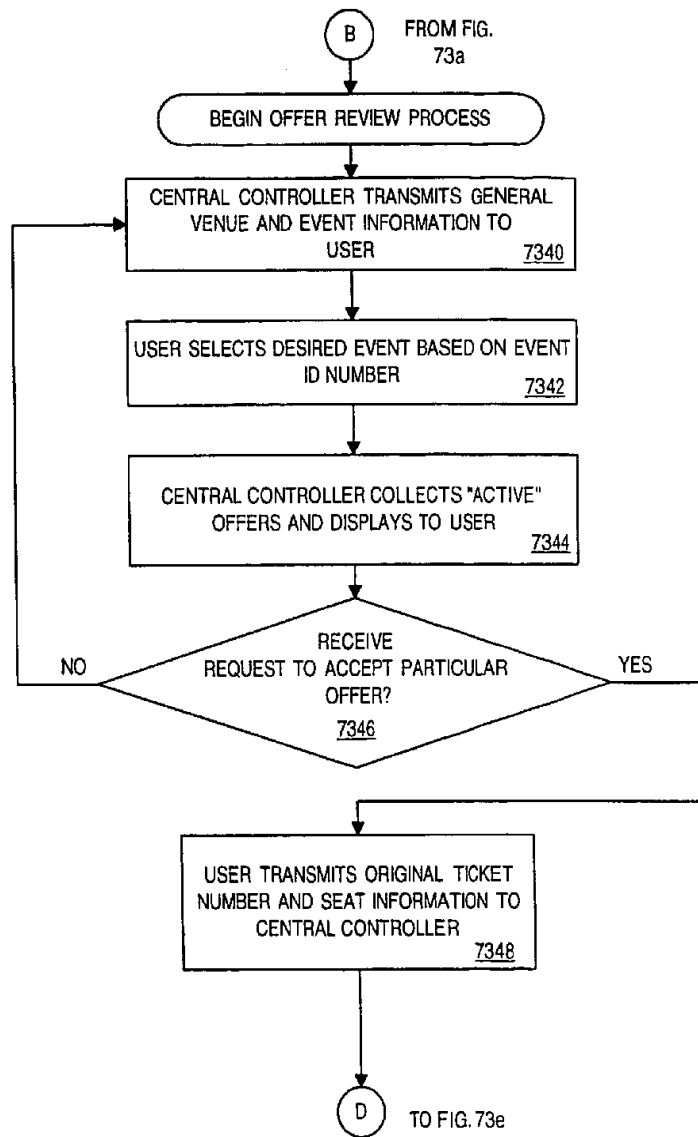 B
FROM FIG.
73a
BEGIN OFFER REVIEW PROCESS
CENTRAL CONTROLLER TRANSMITS GENERAL
VENUE AND EVENT INFORMATION TO
USER
7340
USER SELECTS DESIRED EVENT BASED ON EVENT
ID NUMBER
7342
CENTRAL CONTROLLER COLLECTS "ACTIVE"
OFFERS AND DISPLAYS TO USER
7344
RECEIVE
NO
REQUEST TO ACCEPT PARTICULAR
YES
OFFER?
7346
USER TRANSMITS ORIGINAL TICKET
NUMBER AND SEAT INFORMATION TO
CENTRAL CONTROLLER
7348
D
TO FIG. 73e